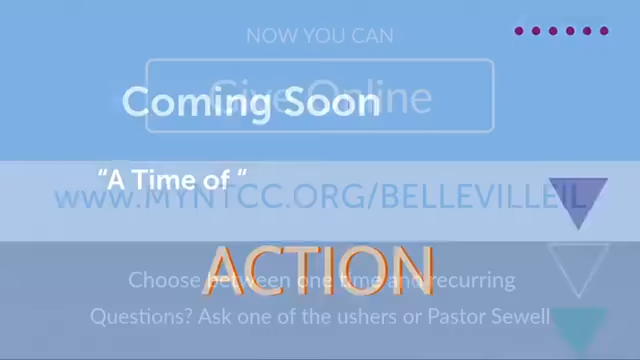 NOW YOU CAN
Give Online
Coming Soon
“A Time of “
WWW.MYNTCC.ORG/BELLEVILLEIL
ACTION
Choose between one time and recurring
Questions? Ask one of the ushers or Pastor Sewell